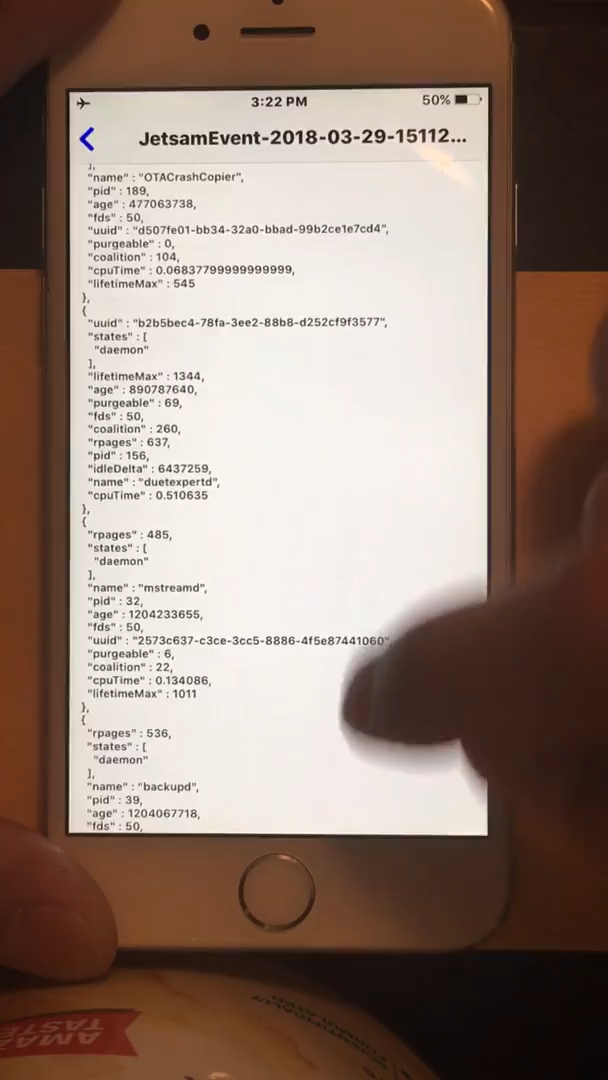 3:22 PM
50%
JetsamEvent-2018-03-29-15112...
],
"name" : "OTACrashCopier",
"pid" : 189,
"age" : 477063738,
"fds" : 50,
"uuid" : "d507fe01-bb34-32a0-bbad-99b2ce1e7cd4",
"purgeable" : 0,
"coalition" : 104,
"cpuTime" : 0.06837799999999999,
"lifetimeMax" : 545
},
{
"uuid" : "b2b5bec4-78fa-3ee2-88b8-d252cf9f3577",
"states" : [
"daemon"
],
"lifetimeMax" : 1344,
"age" : 890787640,
"purgeable" : 69,
"fds" : 50,
"coalition" : 260,
"rpages" : 637,
"pid" : 156,
"idleDelta" : 6437259,
"name" : "duetexpertd",
"cpuTime" : 0.510635
},
{
"rpages" : 485,
"states" : [
"daemon"
],
"name" : "mstreamd",
"pid" : 32,
"age" : 1204233655,
"fds" : 50,
"uuid" : "2573c637-c3ce-3cc5-8886-4f5e87441060",
"purgeable" : 6,
"coalition" : 22,
"cpuTime" : 0.134086,
"lifetimeMax" : 1011
},
{
"rpages" : 536,
"states" : [
"daemon"
],
"name" : "backupd",
"pid" : 39,
"age" : 1204067718,
"fds" : 50,
SCIENTIFICALLY
FORMULATED
TASTE